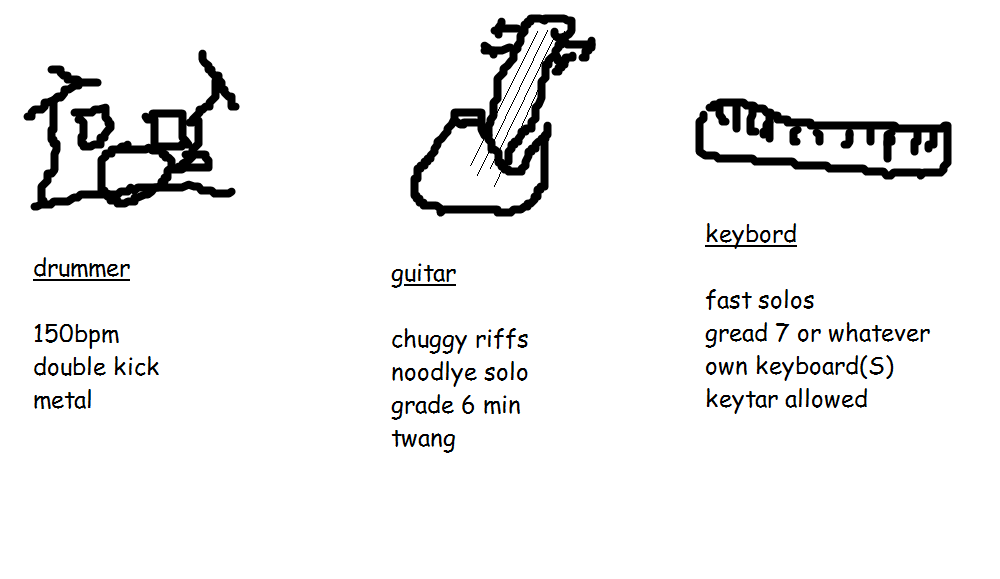 drummer
150bpm
double kick
metal
guitar
chuggy riffs
noodlye solo
grade 6 min
twang
keybord
fast solos
gread 7 or whatever
own keyboard(S)
keytar allowed